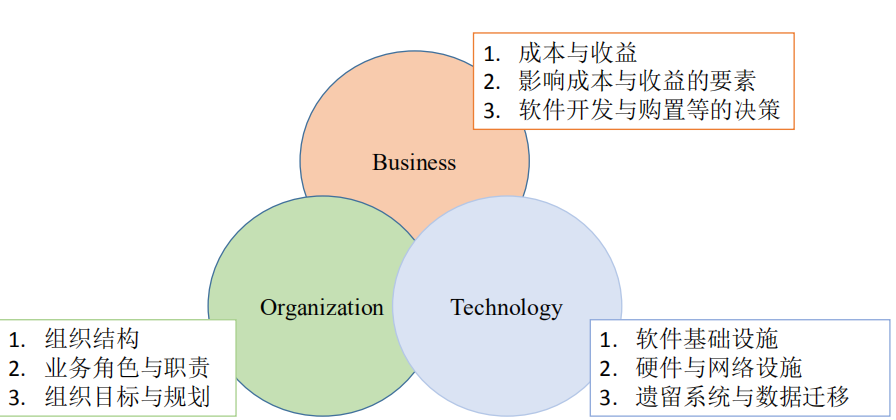 1. 成本与收益
2. 影响成本与收益的要素
3. 软件开发与购置等的决策
Business
Organization
Technology
1. 组织结构
2. 业务角色与职责
3. 组织目标与规划
1. 软件基础设施
2. 硬件与网络设施
3. 遗留系统与数据迁移